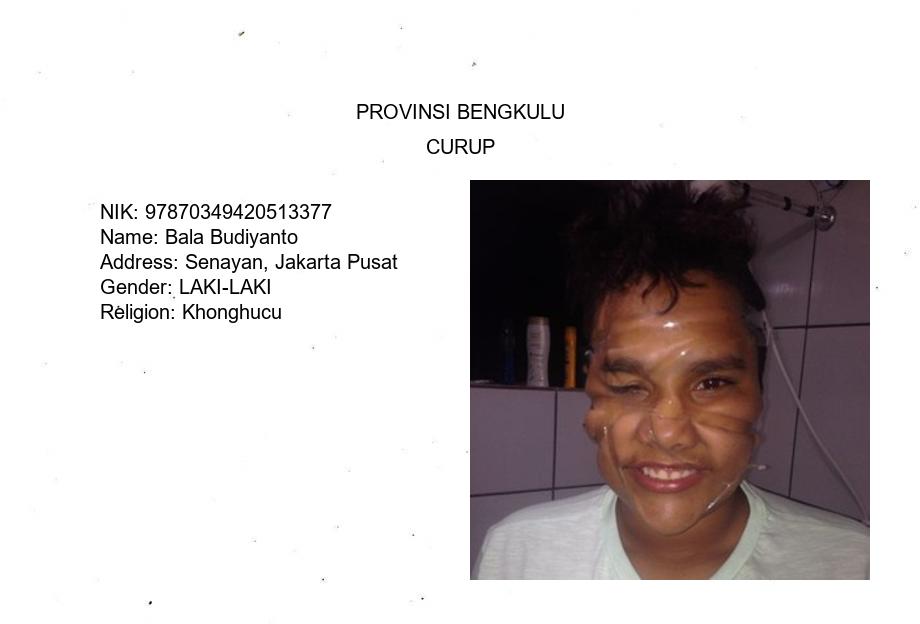 PROVINSI BENGKULU
CURUP
NIK: 97870349420513377
Name: Bala Budiyanto
Address: Senayan, Jakarta Pusat
Gender: LAKI-LAKI
Religion: Khonghucu